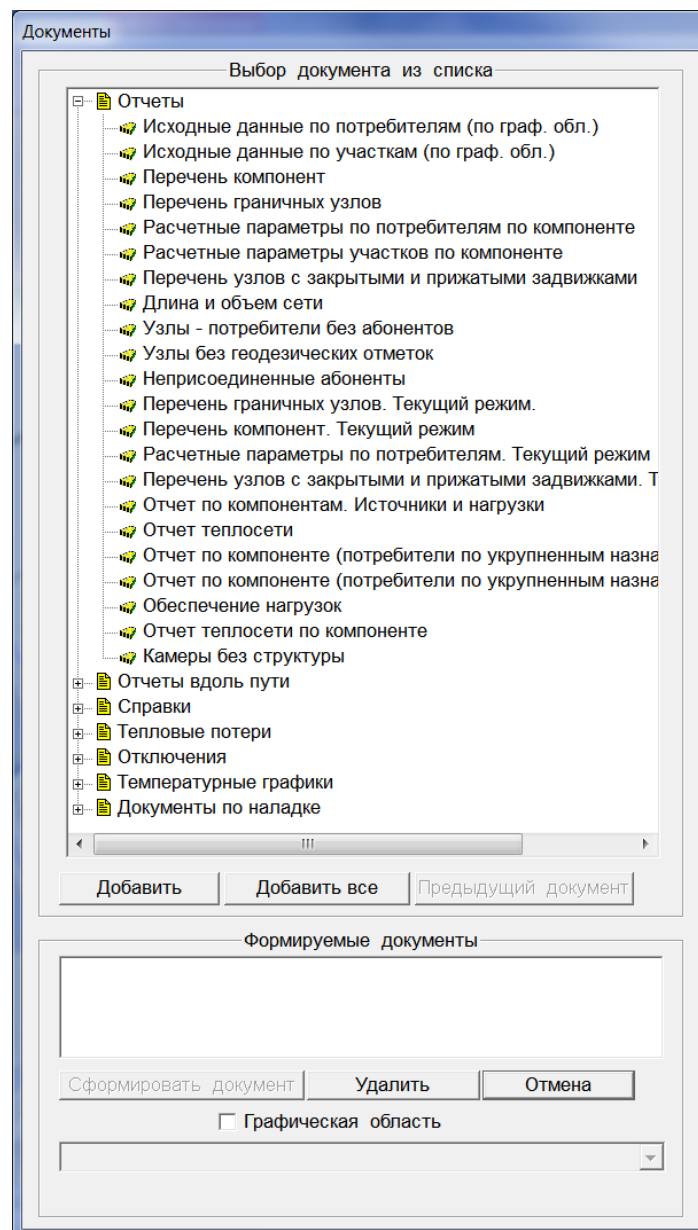 Документы
Выбор документа из списка
Отчеты
Исходные данные по потребителям (по граф. обл.)
Исходные данные по участкам (по граф. обл.)
Перечень компонент
Перечень граничных узлов
Расчетные параметры по потребителям по компоненте
Расчетные параметры участков по компоненте
Перечень узлов с закрытыми и прижатыми задвижками
Длина и объем сети
Узлы - потребители без абонентов
Узлы без геодезических отметок
Неприсоединенные абоненты
Перечень граничных узлов. Текущий режим.
Перечень компонент. Текущий режим
Расчетные параметры по потребителям. Текущий режим
Перечень узлов с закрытыми и прижатыми задвижками. Т
Отчет по компонентам. Источники и нагрузки
Отчет теплосети
Отчет по компоненте (потребители по укрупненным назна
Отчет по компоненте (потребители по укрупненным назна
Обеспечение нагрузок
Отчет теплосети по компоненте
Камеры без структуры
Отчеты вдоль пути
Справки
Тепловые потери
Отключения
Температурные графики
Документы по наладке
Добавить Добавить все Предыдущий документ
Формируемые документы
Сформировать документ Удалить Отмена
Графическая область